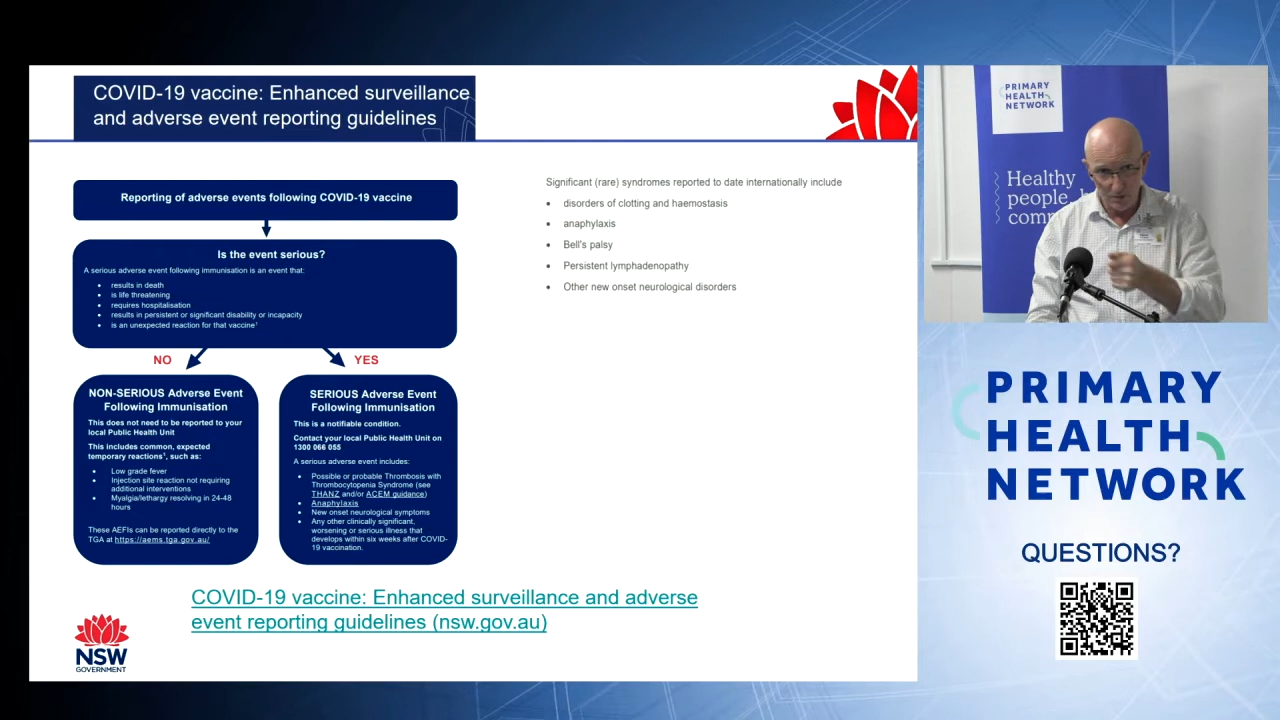 COVID-19 vaccine: Enhanced surveillance
and adverse event reporting guidelines
Reporting of adverse events following COVID-19 vaccine
Is the event serious?
A serious adverse event following immunisation is an event that:
• results in death
• is life threatening
• requires hospitalisation
• results in persistent or significant disability or incapacity
• is an unexpected reaction for that vaccine¹
NO
YES
NON-SERIOUS Adverse Event
Following Immunisation
This does not need to be reported to your
local Public Health Unit
This includes common, expected
temporary reactions¹, such as:
• Low grade fever
• Injection site reaction not requiring
additional interventions
• Myalgia/lethargy resolving in 24-48
hours
These AEFIs can be reported directly to the
TGA at https://aems.tga.gov.au/
SERIOUS Adverse Event
Following Immunisation
This is a notifiable condition.
Contact your local Public Health Unit on
1300 066 055
A serious adverse event includes:
• Possible or probable Thrombosis with
Thrombocytopenia Syndrome (see
THANZ and/or ACEM guidance)
• Anaphylaxis
• New onset neurological symptoms
• Any other clinically significant,
worsening or serious illness that
develops within six weeks after COVID-
19 vaccination.
Significant (rare) syndromes reported to date internationally include
• disorders of clotting and haemostasis
• anaphylaxis
• Bell's palsy
• Persistent lymphadenopathy
• Other new onset neurological disorders
COVID-19 vaccine: Enhanced surveillance and adverse
event reporting guidelines (nsw.gov.au)
NSW
GOVERNMENT
PRIMARY
HEALTH
NETWORK
Healthy
people,
PRIMARY
HEALTH
NETWORK
QUESTIONS?